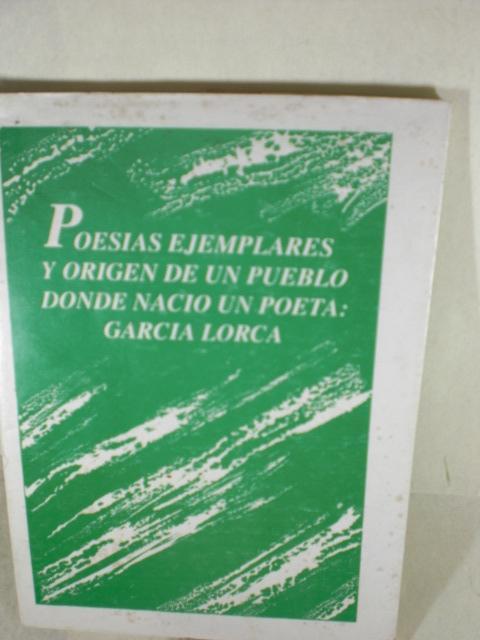 POESIAS EJEMPLARES
Y ORIGEN DE UN PUEBLO
DONDE NACIO UN POETA:
GARCIA LORCA